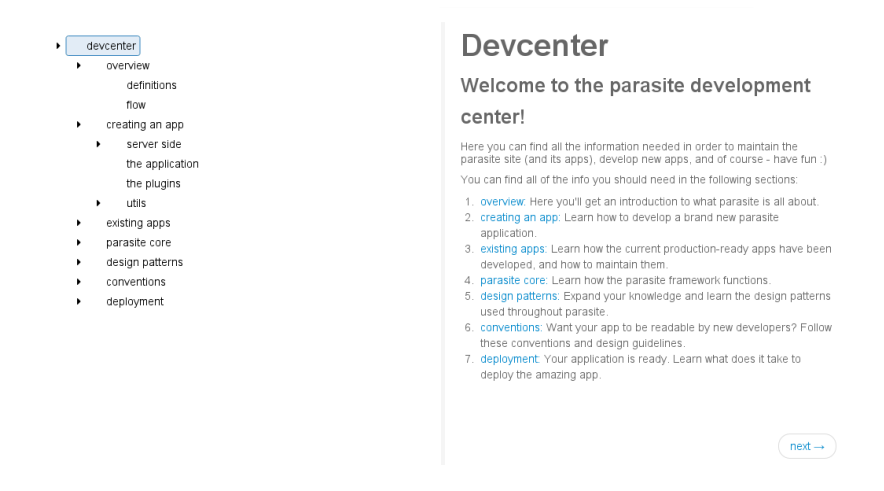 devcenter
overview
definitions
flow
creating an app
server side
the application
the plugins
utils
existing apps
parasite core
design patterns
conventions
deployment
Devcenter
Welcome to the parasite development
center!
Here you can find all the information needed in order to maintain the
parasite site (and its apps), develop new apps, and of course - have fun :)
You can find all of the info you should need in the following sections:
1. overview: Here you'll get an introduction to what parasite is all about.
2. creating an app: Learn how to develop a brand new parasite
application.
3. existing apps: Learn how the current production-ready apps have been
developed, and how to maintain them.
4. parasite core: Learn how the parasite framework functions.
5. design patterns: Expand your knowledge and learn the design patterns
used throughout parasite.
6. conventions: Want your app to be readable by new developers? Follow
these conventions and design guidelines.
7. deployment: Your application is ready. Learn what does it take to
deploy the amazing app.
next →